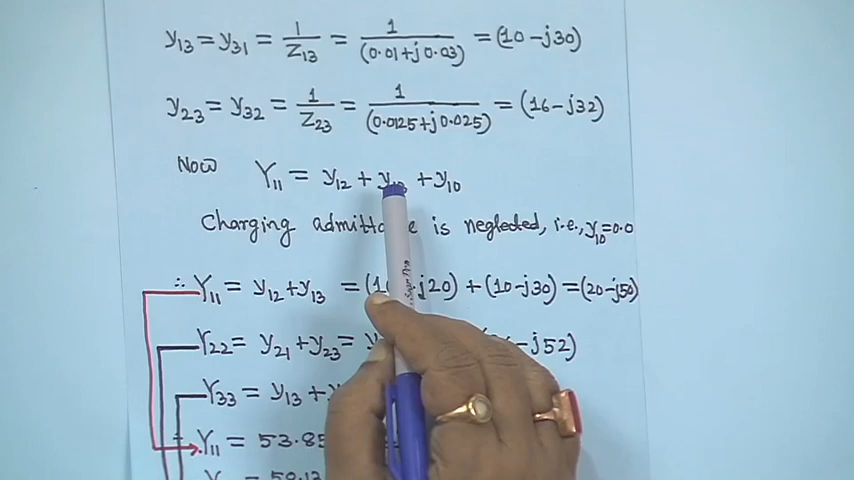 y₁₃ = y₃₁ = 1/Z₁₃ = 1/(0.01+j0.03) = (10-j30)
y₂₃ = y₃₂ = 1/Z₂₃ = 1/(0.0125+j0.025) = (16-j32)
Now Y₁₁ = y₁₂ + + y₁₀
Charging is neglected, i.e., y₁₀=0.0
∴ Y₁₁ = y₁₂+y₁₃ = j20) + (10-j30) = (20-j50)
Y₂₂ = y₂₁+y₂₃ = -j52)
Y₃₃ = y₁₃ +
Y₁₁ = 53.85